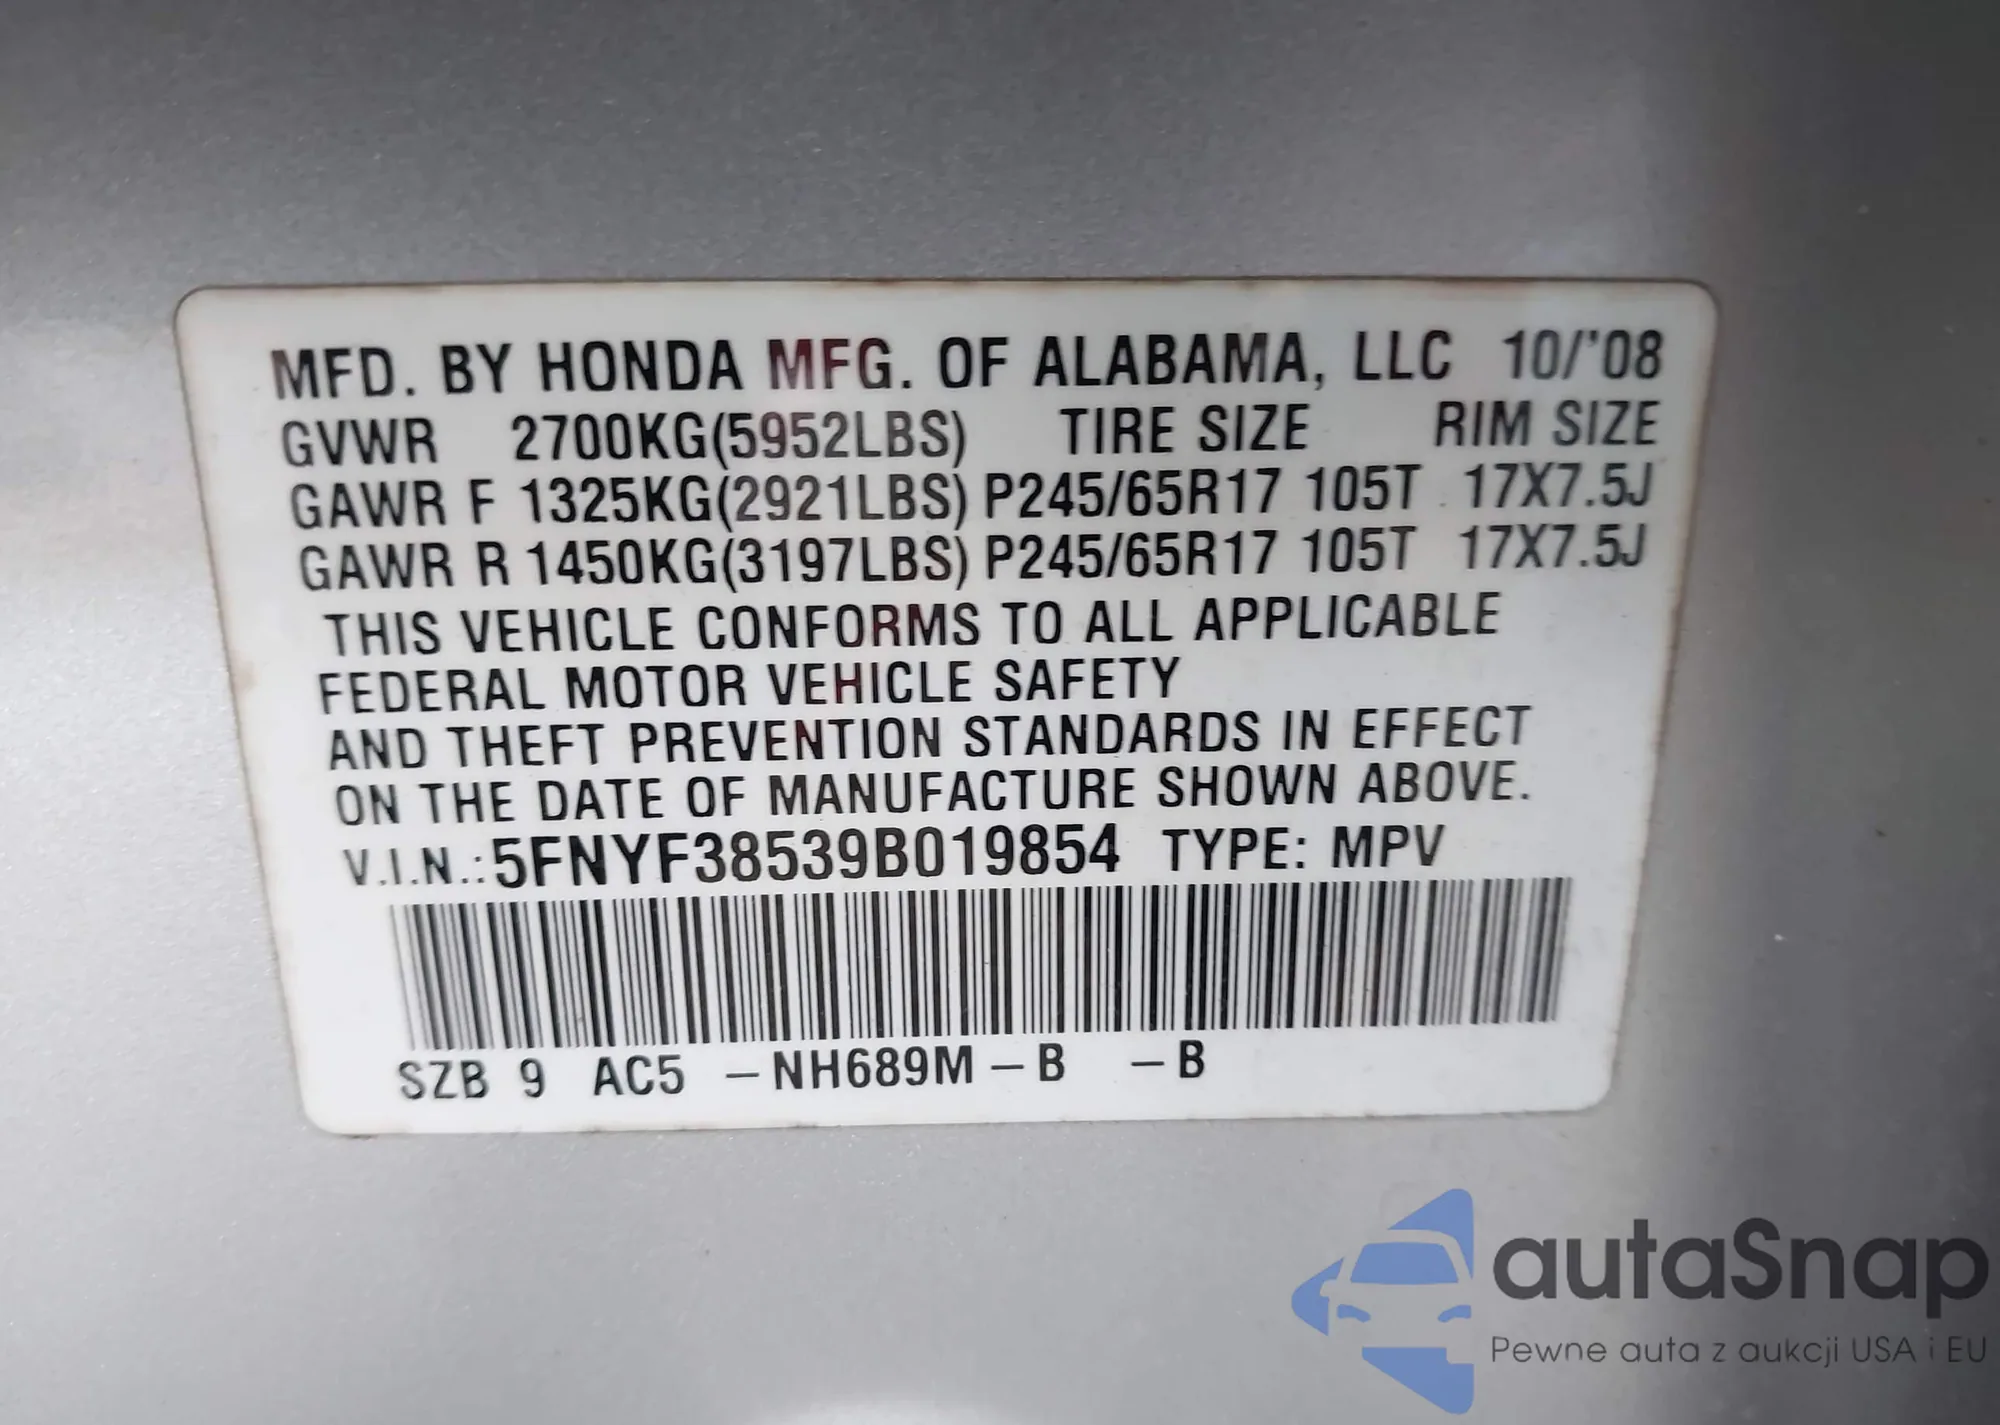 MFD. BY HONDA MFG. OF ALABAMA, LLC 10/'08
GVWR 2700KG(5952LBS) TIRE SIZE RIM SIZE
GAWR F 1325KG(2921LBS) P245/65R17 105T 17X7.5J
GAWR R 1450KG(3197LBS) P245/65R17 105T 17X7.5J
THIS VEHICLE CONFORMS TO ALL APPLICABLE
FEDERAL MOTOR VEHICLE SAFETY
AND THEFT PREVENTION STANDARDS IN EFFECT
ON THE DATE OF MANUFACTURE SHOWN ABOVE.
V.I.N.: 5FNYF38539B019854 TYPE: MPV
SZB 9 AC5 –NH689M – B – B
autaSnap
Pewne auta z aukcji USA i EU